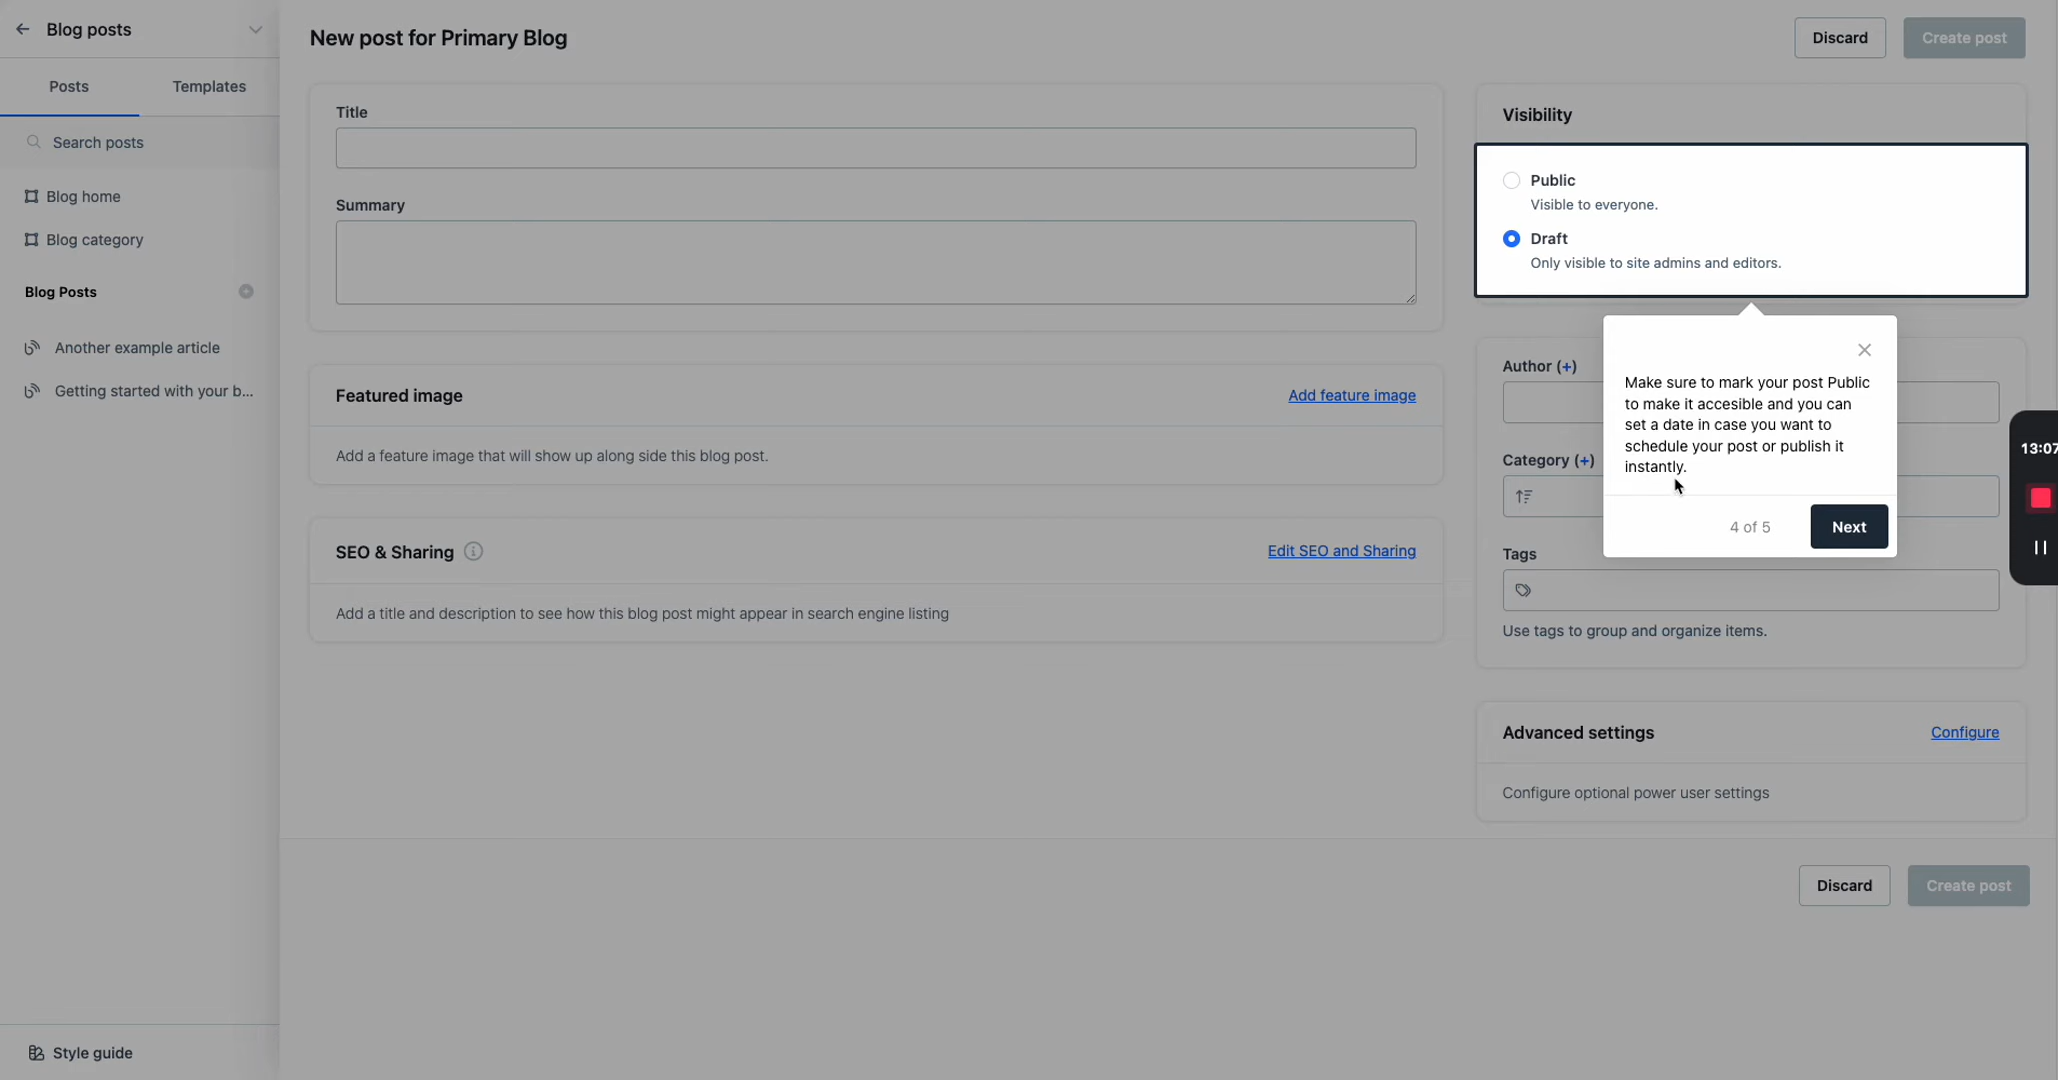 Blog posts
Posts
Templates
Search posts
Blog home
Blog category
Blog Posts
Another example article
Getting started with your b...
Style guide
New post for Primary Blog
Discard
Create post
Title
Summary
Featured image
Add feature image
Add a feature image that will show up along side this blog post.
SEO & Sharing
Edit SEO and Sharing
Add a title and description to see how this blog post might appear in search engine listing
Visibility
Public
Visible to everyone.
Draft
Only visible to site admins and editors.
Make sure to mark your post Public
to make it accesible and you can
set a date in case you want to
schedule your post or publish it
instantly.
4 of 5
Next
Author (+)
Category (+)
Tags
Use tags to group and organize items.
Advanced settings
Configure
Configure optional power user settings
Discard
Create post
13:07